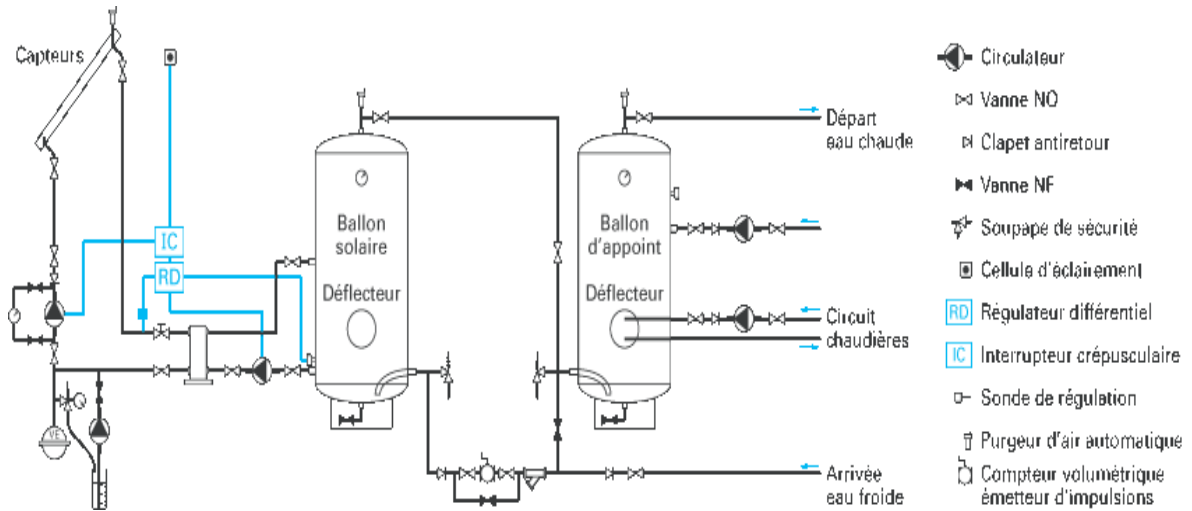 Capteurs
IC
RD
VE
Ballon
solaire
Déflecteur
Ballon
d'appoint
Déflecteur
Départ
eau chaude
Circuit
chaudières
Arrivée
eau froide
Circulateur
Vanne NO
Clapet antiretour
Vanne NF
Soupape de sécurité
Cellule d'éclairement
RD Régulateur différentiel
IC Interrupteur crépusculaire
Sonde de régulation
Purgeur d'air automatique
Compteur volumétrique
émetteur d'impulsions